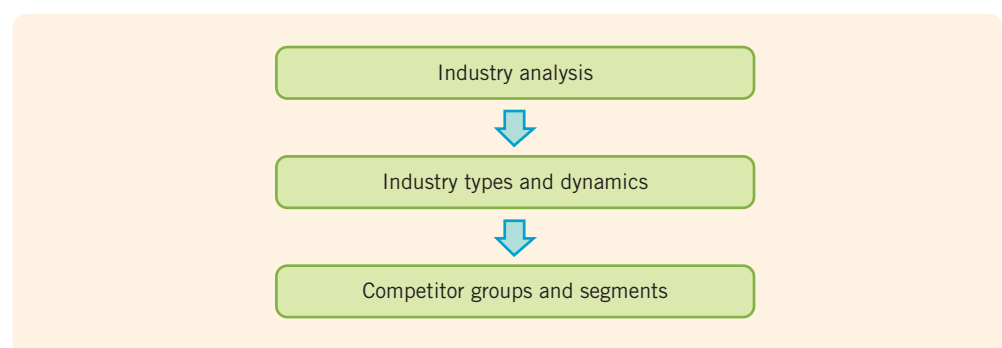 Industry analysis
Industry types and dynamics
Competitor groups and segments